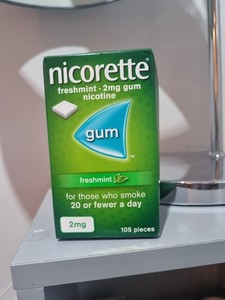 nicorette®
freshmint · 2mg gum
nicotine
gum
freshmint
for those who smoke
20 or fewer a day
2mg
105 pieces